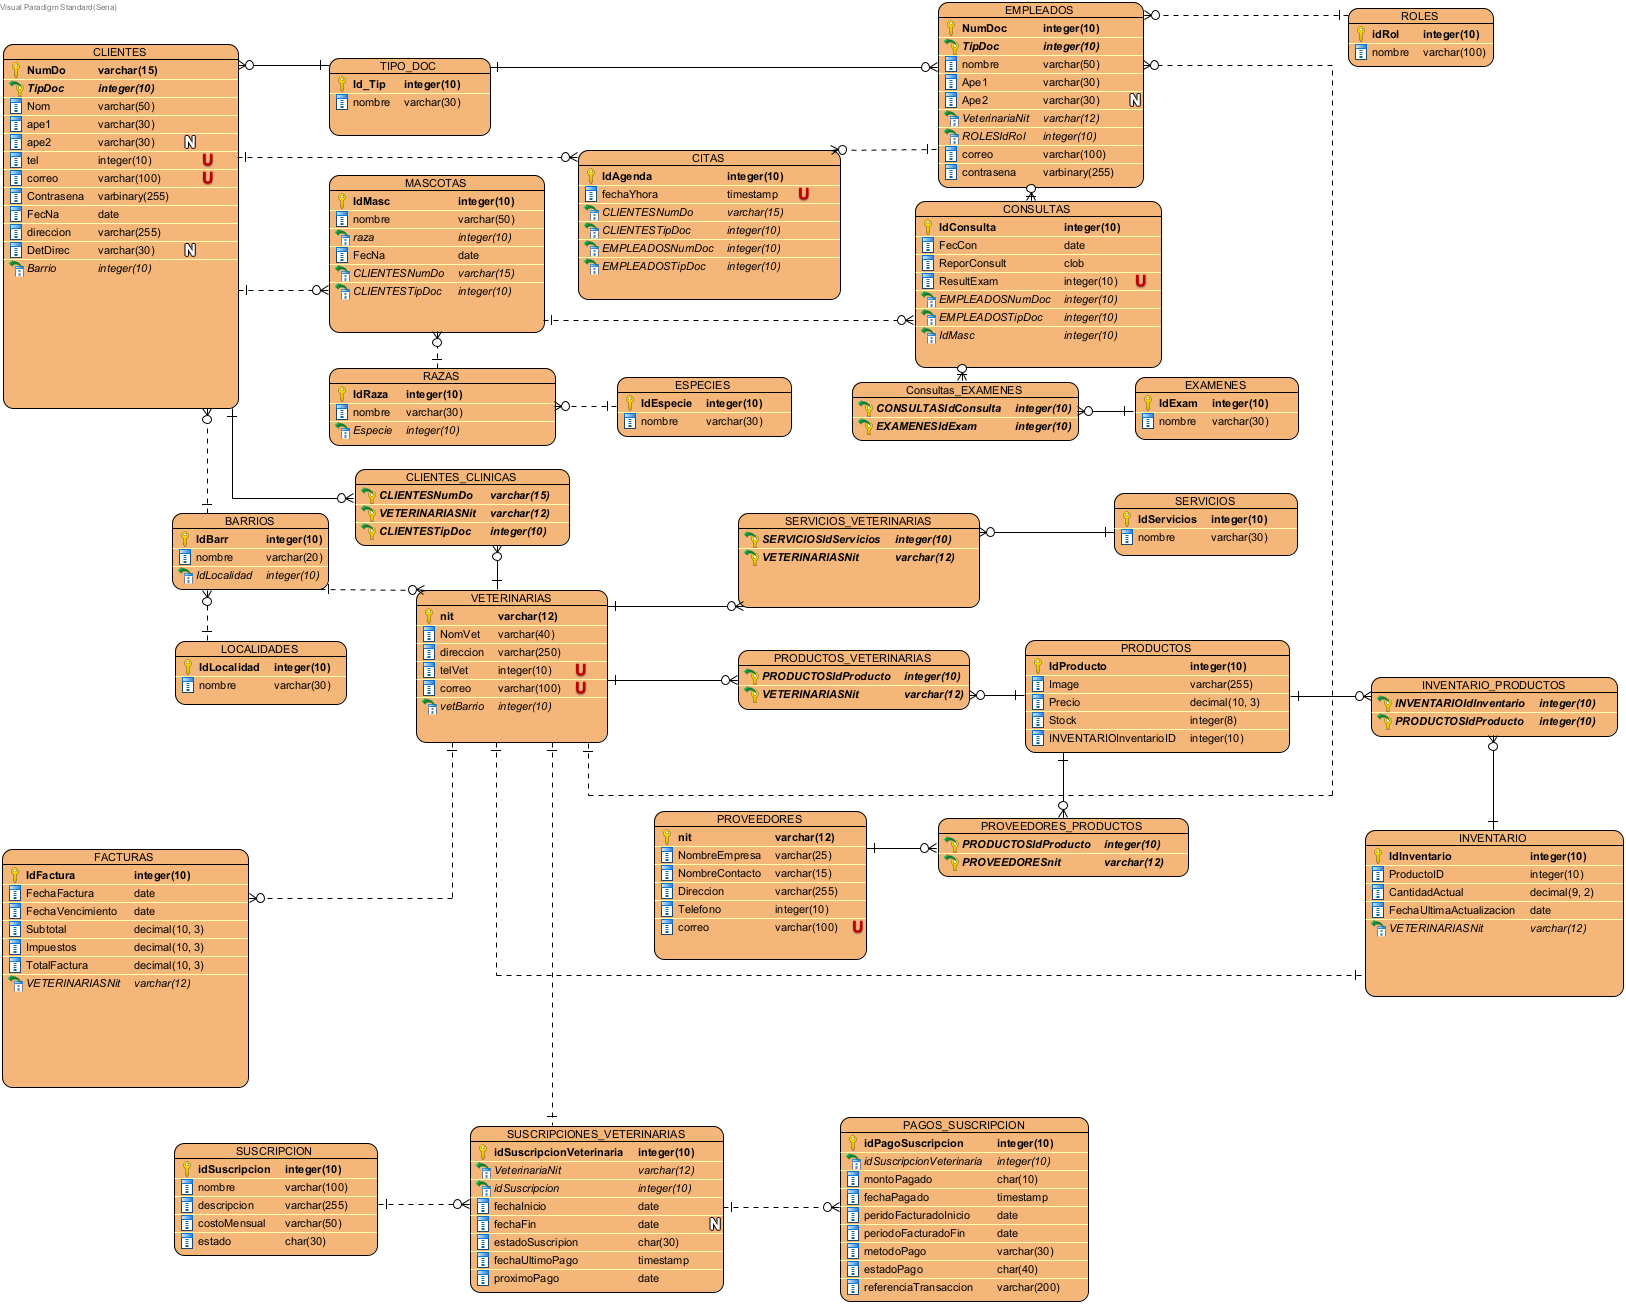 Visual Paradigm Standard(Sena)
CLIENTES
NumDo varchar(15)
TipDoc integer(10)
Nom varchar(50)
ape1 varchar(30)
ape2 varchar(30) N
tel integer(10) U
correo varchar(100) U
Contrasena varbinary(255)
FecNa date
direccion varchar(255)
DetDirec varchar(30) N
Barrio integer(10)
TIPO_DOC
Id_Tip integer(10)
nombre varchar(30)
EMPLEADOS
NumDoc integer(10)
TipDoc integer(10)
nombre varchar(50)
Ape1 varchar(30)
Ape2 varchar(30) N
VeterinariaNit varchar(12)
ROLESIdRol integer(10)
correo varchar(100)
contrasena varbinary(255)
ROLES
idRol integer(10)
nombre varchar(100)
CITAS
IdAgenda integer(10)
fechaYhora timestamp U
CLIENTESNumDo varchar(15)
CLIENTESTipDoc integer(10)
EMPLEADOSNumDoc integer(10)
EMPLEADOSTipDoc integer(10)
MASCOTAS
IdMasc integer(10)
nombre varchar(50)
raza integer(10)
FecNa date
CLIENTESNumDo varchar(15)
CLIENTESTipDoc integer(10)
CONSULTAS
IdConsulta integer(10)
FecCon date
ReporConsult clob
ResultExam integer(10) U
EMPLEADOSNumDoc integer(10)
EMPLEADOSTipDoc integer(10)
IdMasc integer(10)
RAZAS
IdRaza integer(10)
nombre varchar(30)
Especie integer(10)
ESPECIES
IdEspecie integer(10)
nombre varchar(30)
Consultas_EXAMENES
CONSULTASIdConsulta integer(10)
EXAMENESIdExam integer(10)
EXAMENES
IdExam integer(10)
nombre varchar(30)
CLIENTES_CLINICAS
CLIENTESNumDo varchar(15)
VETERINARIASNit varchar(12)
CLIENTESTipDoc integer(10)
BARRIOS
IdBarr integer(10)
nombre varchar(20)
IdLocalidad integer(10)
SERVICIOS_VETERINARIAS
SERVICIOSIdServicios integer(10)
VETERINARIASNit varchar(12)
SERVICIOS
IdServicios integer(10)
nombre varchar(30)
VETERINARIAS
nit varchar(12)
NomVet varchar(40)
direccion varchar(250)
telVet integer(10) U
correo varchar(100) U
vetBarrio integer(10)
LOCALIDADES
IdLocalidad integer(10)
nombre varchar(30)
PRODUCTOS_VETERINARIAS
PRODUCTOSIdProducto integer(10)
VETERINARIASNit varchar(12)
PRODUCTOS
IdProducto integer(10)
Image varchar(255)
Precio decimal(10, 3)
Stock integer(8)
INVENTARIOInventarioID integer(10)
INVENTARIO_PRODUCTOS
INVENTARIOIdInventario integer(10)
PRODUCTOSIdProducto integer(10)
PROVEEDORES
nit varchar(12)
NombreEmpresa varchar(25)
NombreContacto varchar(15)
Direccion varchar(255)
Telefono integer(10)
correo varchar(100) U
PROVEEDORES_PRODUCTOS
PRODUCTOSIdProducto integer(10)
PROVEEDORESnit varchar(12)
INVENTARIO
IdInventario integer(10)
ProductoID integer(10)
CantidadActual decimal(9, 2)
FechaUltimaActualizacion date
VETERINARIASNit varchar(12)
FACTURAS
IdFactura integer(10)
FechaFactura date
FechaVencimiento date
Subtotal decimal(10, 3)
Impuestos decimal(10, 3)
TotalFactura decimal(10, 3)
VETERINARIASNit varchar(12)
SUSCRIPCION
idSuscripcion integer(10)
nombre varchar(100)
descripcion varchar(255)
costoMensual varchar(50)
estado char(30)
SUSCRIPCIONES_VETERINARIAS
idSuscripcionVeterinaria integer(10)
VeterinariaNit varchar(12)
idSuscripcion integer(10)
fechaInicio date
fechaFin date N
estadoSuscripion char(30)
fechaUltimoPago timestamp
proximoPago date
PAGOS_SUSCRIPCION
idPagoSuscripcion integer(10)
idSuscripcionVeterinaria integer(10)
montoPagado char(10)
fechaPagado timestamp
peridoFacturadoInicio date
periodoFacturadoFin date
metodoPago varchar(30)
estadoPago char(40)
referenciaTransaccion varchar(200)